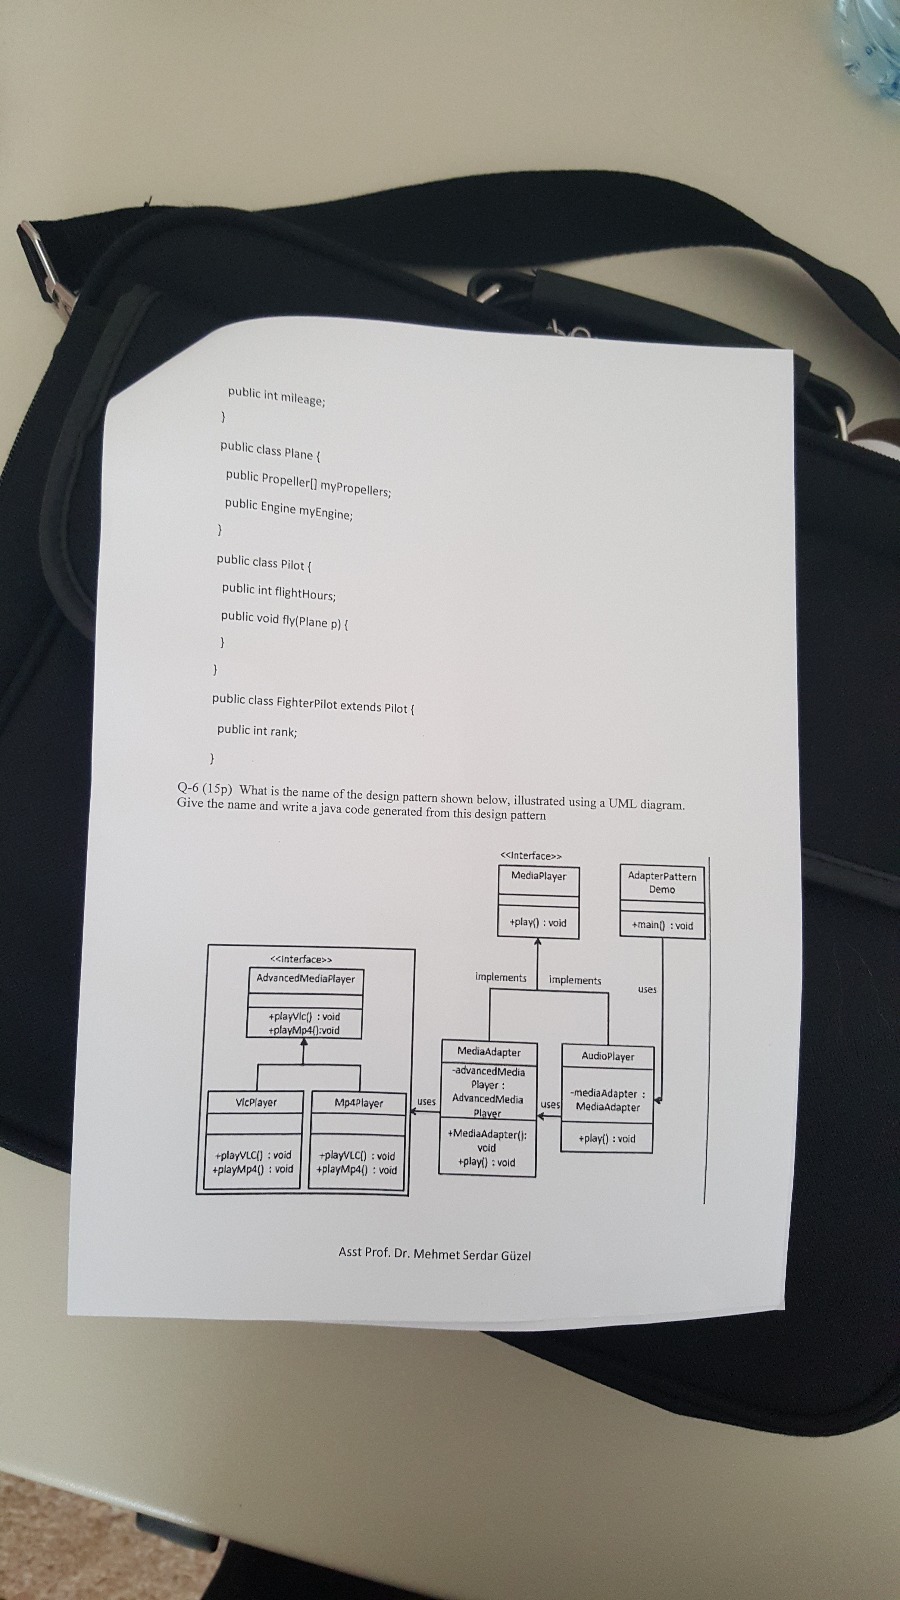 public int mileage;
}
public class Plane {
public Propeller[] myPropellers;
public Engine myEngine;
}
public class Pilot {
public int flightHours;
public void fly(Plane p) {
}
}
public class FighterPilot extends Pilot {
public int rank;
}
Q-6 (15p) What is the name of the design pattern shown below, illustrated using a UML diagram.
Give the name and write a java code generated from this design pattern
<<Interface>>
MediaPlayer
+play() : void
AdapterPattern
Demo
+main() : void
implements
implements
uses
<<Interface>>
AdvancedMediaPlayer
+playVlc() : void
+playMp4():void
VlcPlayer
+playVLC() : void
+playMp4() : void
Mp4Player
+playVLC() : void
+playMp4() : void
uses
MediaAdapter
-advancedMedia
Player :
AdvancedMedia
Player
+MediaAdapter():
void
+play() : void
uses
AudioPlayer
-mediaAdapter :
MediaAdapter
+play() : void
Asst Prof. Dr. Mehmet Serdar Güzel